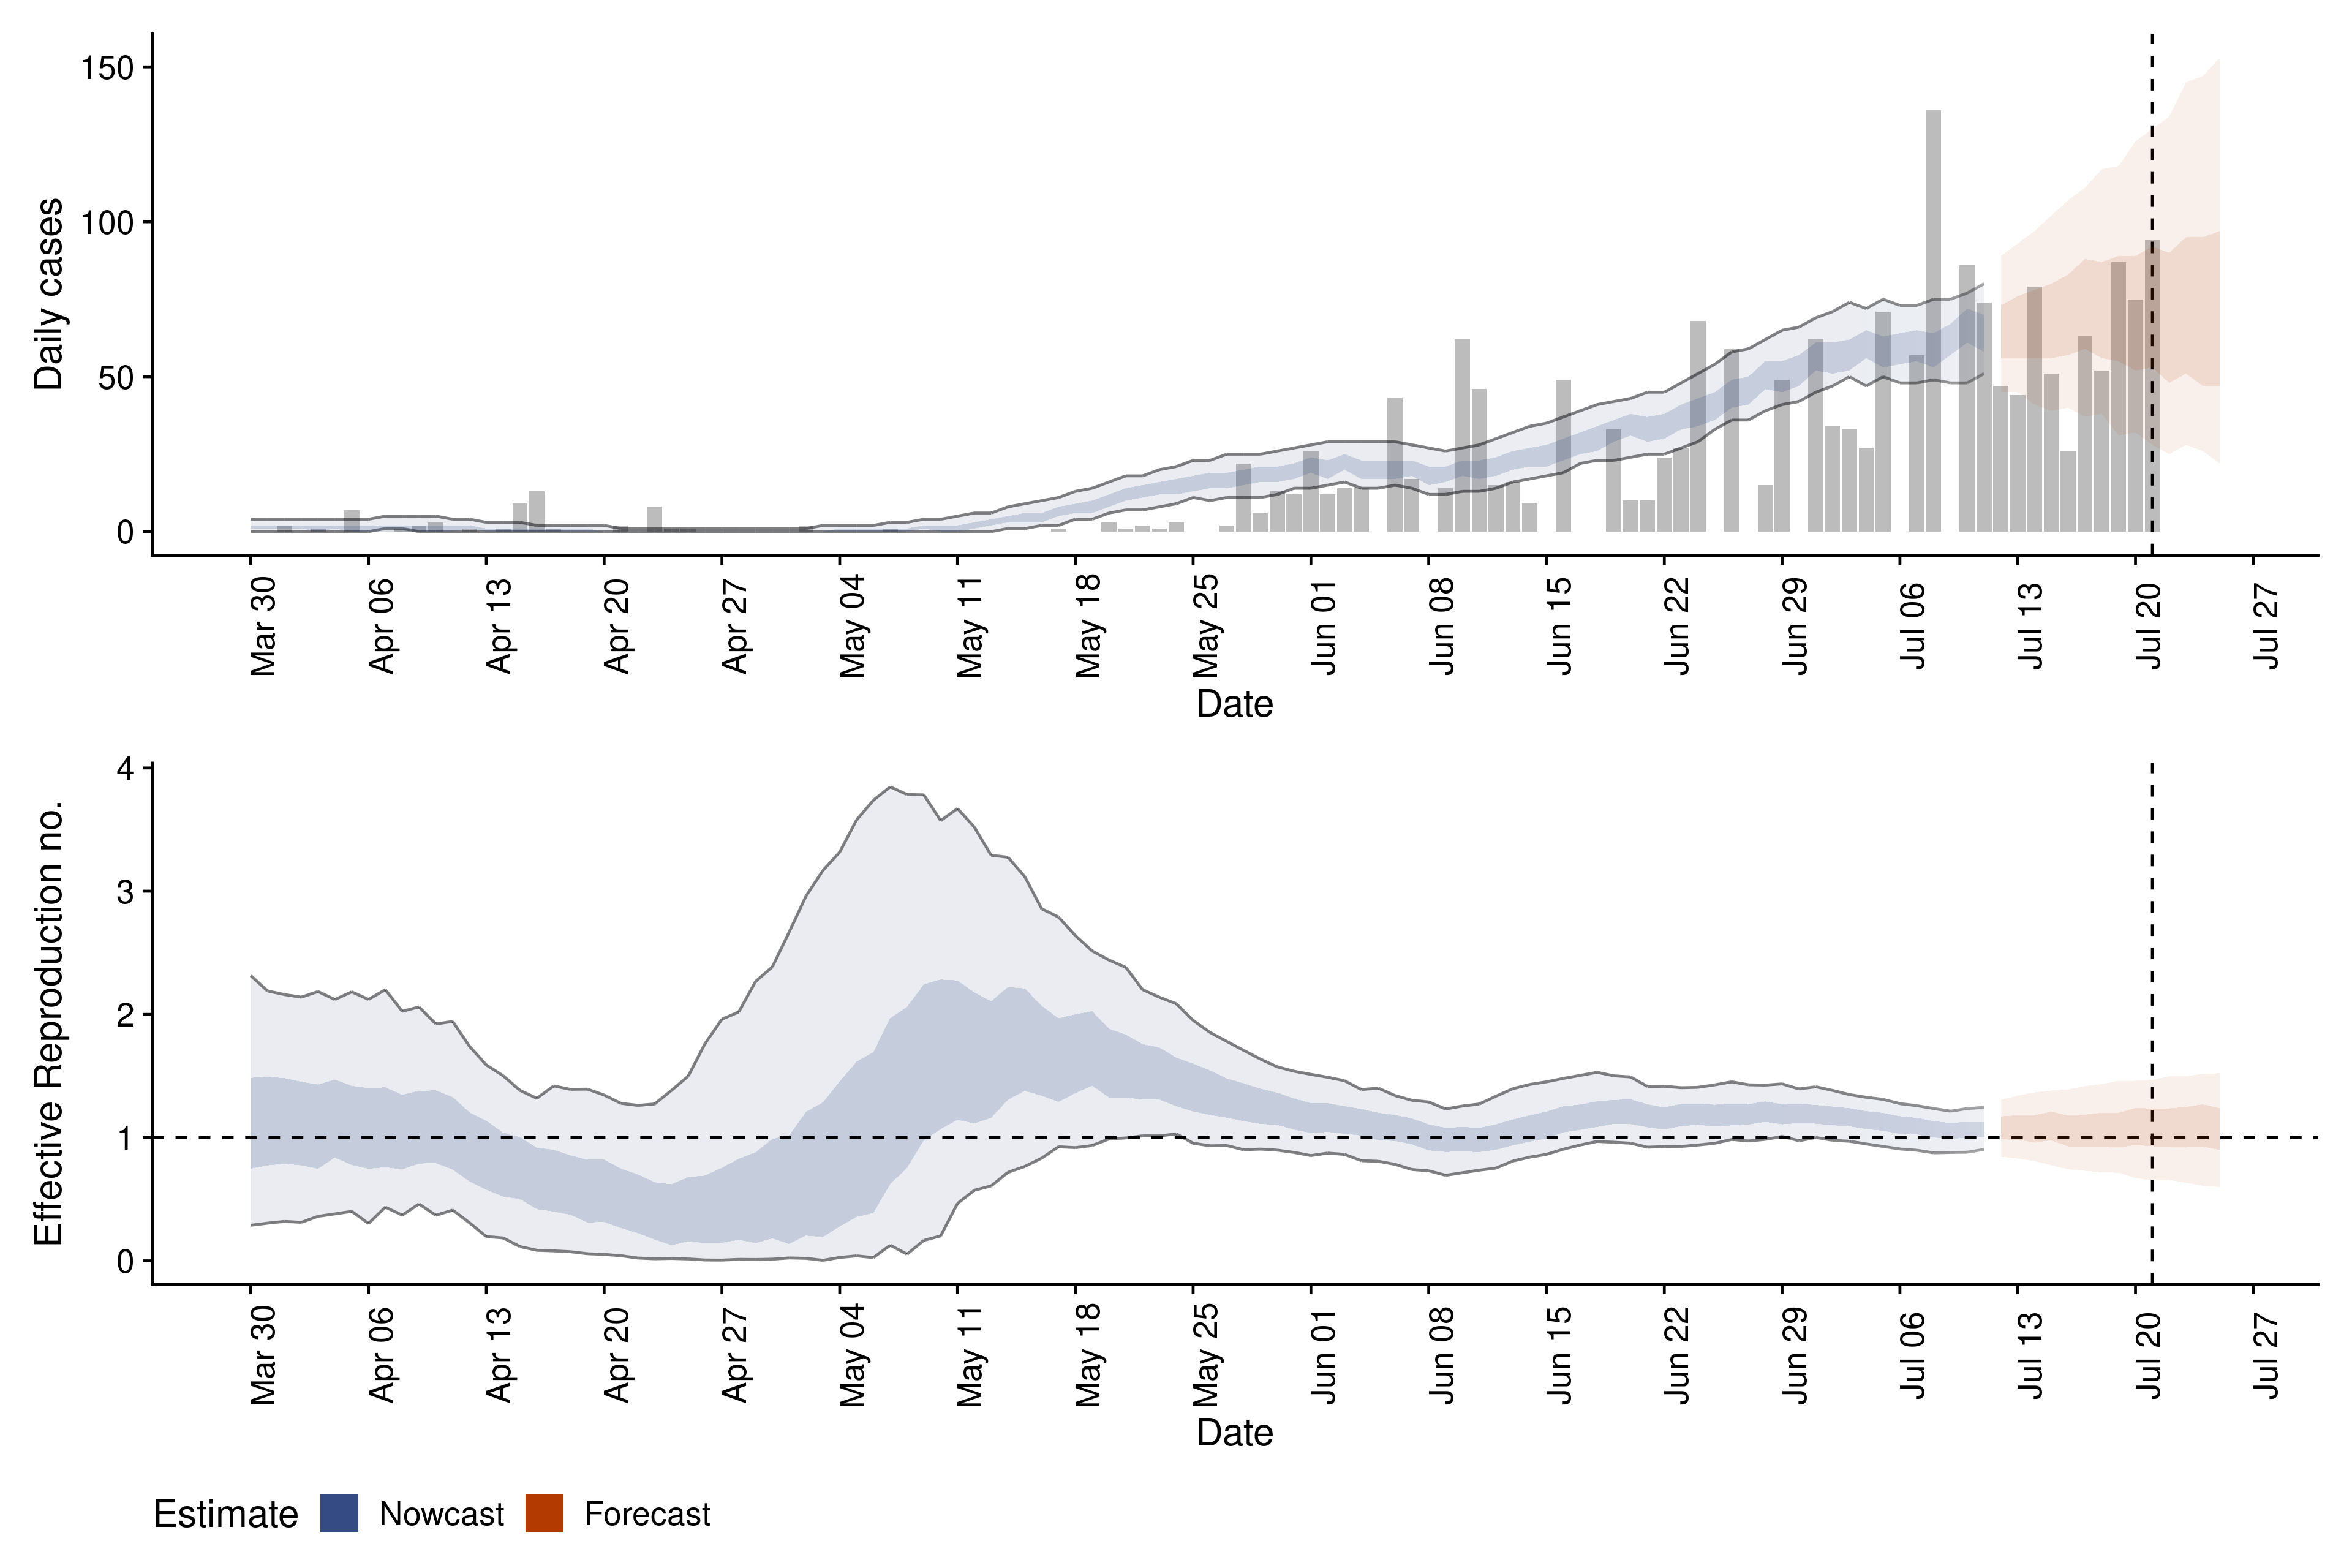 Daily cases
150
100
50
0
Mar 30
Apr 06
Apr 13
Apr 20
Apr 27
May 04
May 11
May 18
May 25
Jun 01
Jun 08
Jun 15
Jun 22
Jun 29
Jul 06
Jul 13
Jul 20
Jul 27
Date
Effective Reproduction no.
4
3
2
1
0
Mar 30
Apr 06
Apr 13
Apr 20
Apr 27
May 04
May 11
May 18
May 25
Jun 01
Jun 08
Jun 15
Jun 22
Jun 29
Jul 06
Jul 13
Jul 20
Jul 27
Date
Estimate Nowcast Forecast